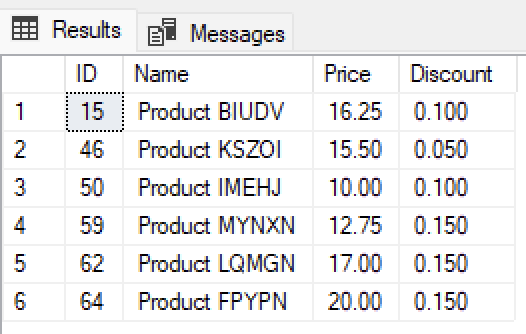 Results Messages
ID Name Price Discount
1 15 Product BIUDV 16.25 0.100
2 46 Product KSZOI 15.50 0.050
3 50 Product IMEHJ 10.00 0.100
4 59 Product MYNXN 12.75 0.150
5 62 Product LQMGN 17.00 0.150
6 64 Product FPYPN 20.00 0.150